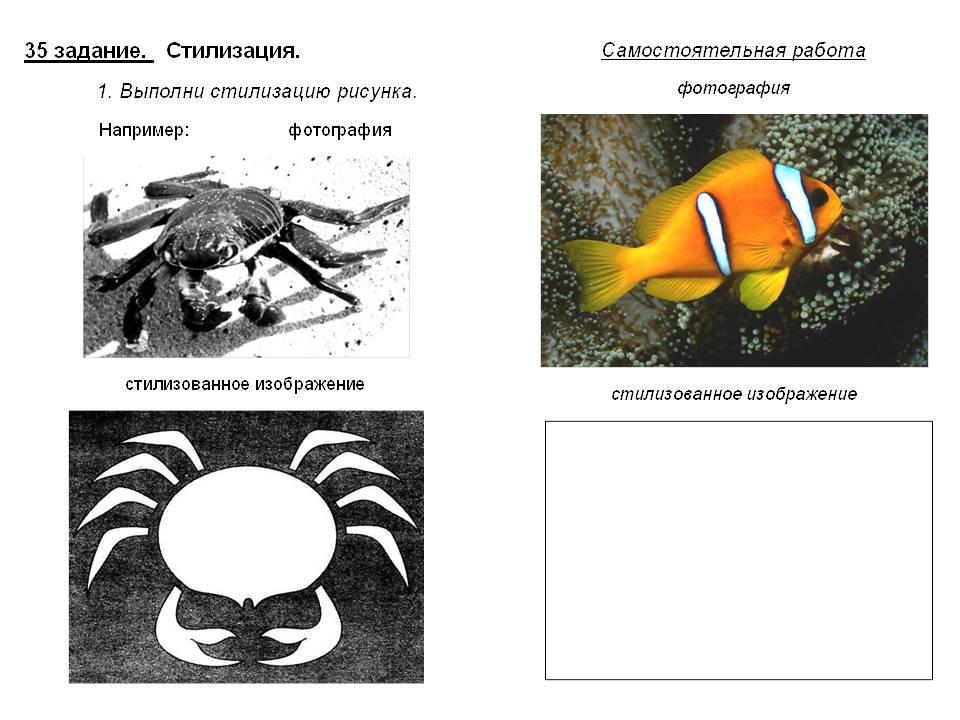 35 задание. Стилизация.
1. Выполни стилизацию рисунка.
Например: фотография
стилизованное изображение
Самостоятельная работа
фотография
стилизованное изображение